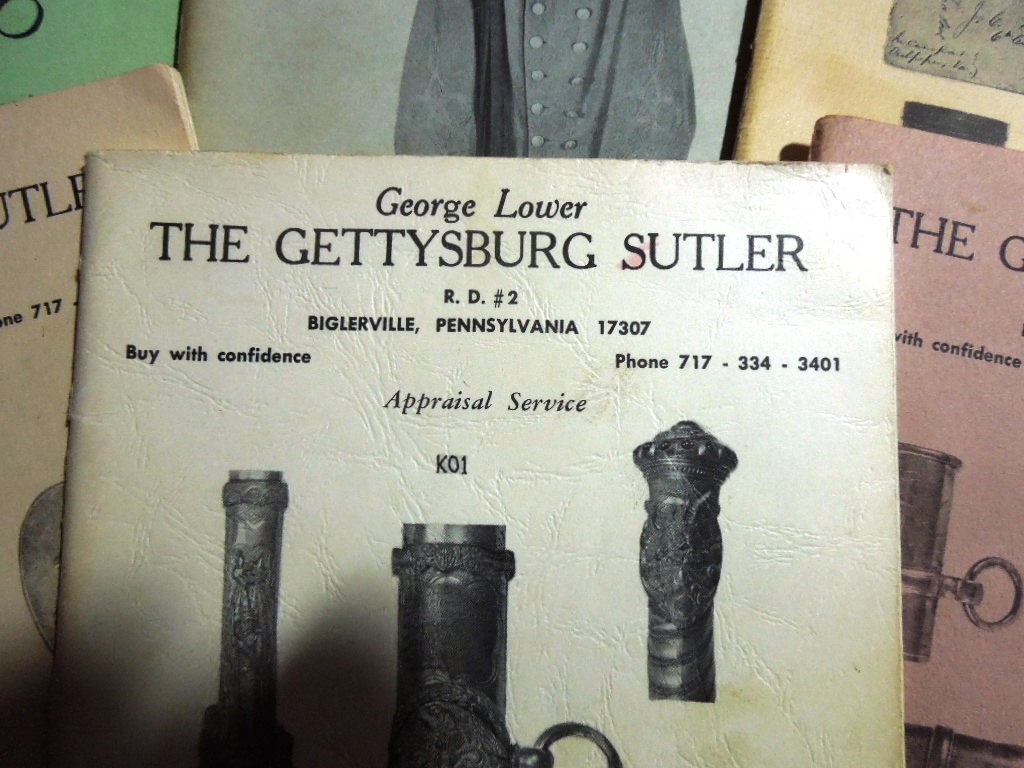 George Lower
THE GETTYSBURG SUTLER
R. D. #2
BIGLERVILLE, PENNSYLVANIA 17307
Buy with confidence
Phone 717 - 334 - 3401
Appraisal Service
K01
UTLE
one 717 -
THE G
with confidence